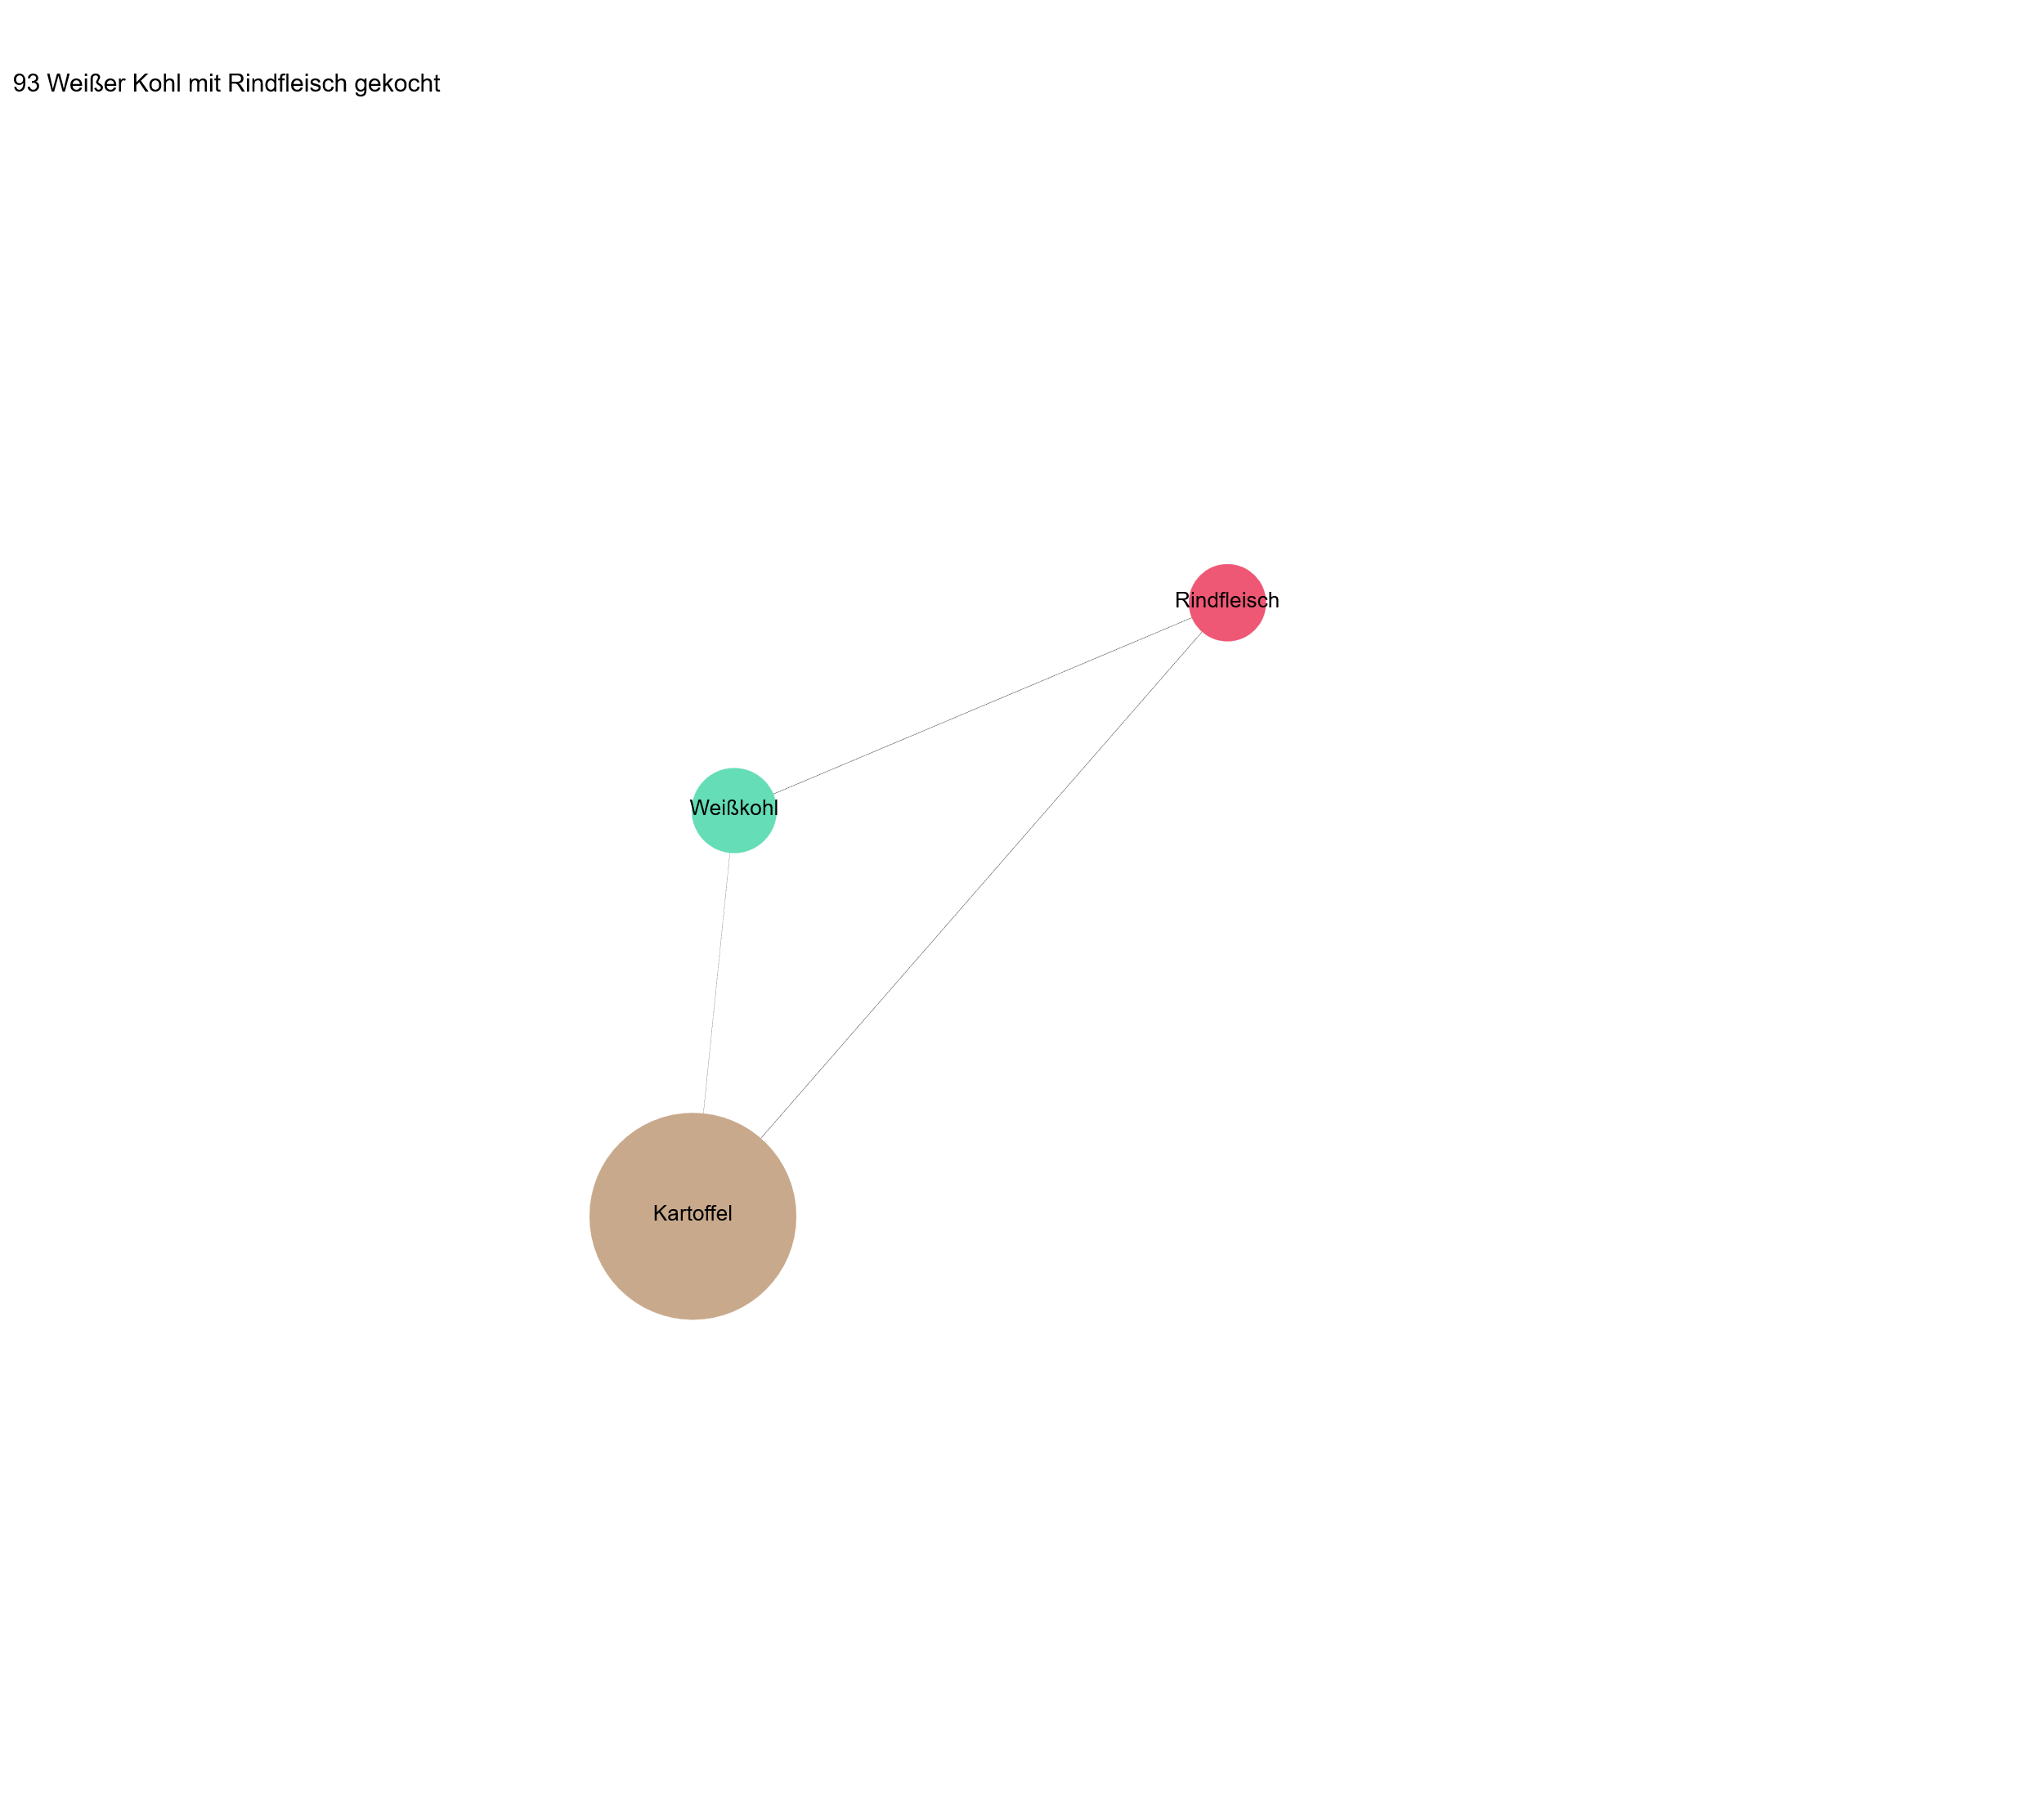 93 Weißer Kohl mit Rindfleisch gekocht
Rindfleisch
Weißkohl
Kartoffel